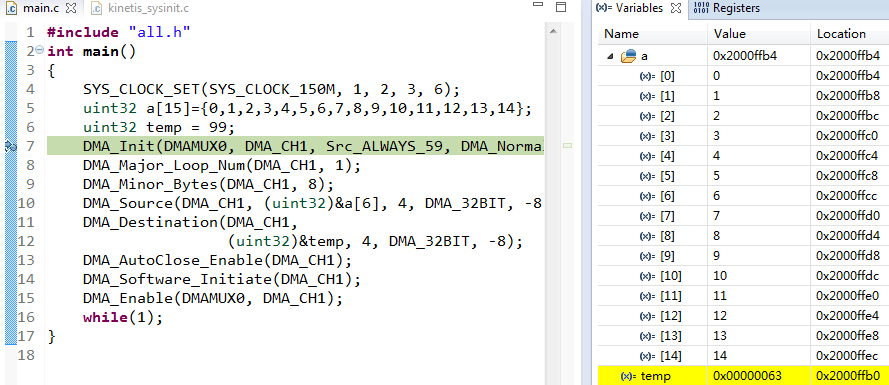 main.c
kinetis_sysinit.c
1 #include "all.h"
2 int main()
3 {
4 SYS_CLOCK_SET(SYS_CLOCK_150M, 1, 2, 3, 6);
5 uint32 a[15]={0,1,2,3,4,5,6,7,8,9,10,11,12,13,14};
6 uint32 temp = 99;
7 DMA_Init(DMAMUX0, DMA_CH1, Src_ALWAYS_59, DMA_Norma
8 DMA_Major_Loop_Num(DMA_CH1, 1);
9 DMA_Minor_Bytes(DMA_CH1, 8);
10 DMA_Source(DMA_CH1, (uint32)&a[6], 4, DMA_32BIT, -8
11 DMA_Destination(DMA_CH1,
12 (uint32)&temp, 4, DMA_32BIT, -8);
13 DMA_AutoClose_Enable(DMA_CH1);
14 DMA_Software_Initiate(DMA_CH1);
15 DMA_Enable(DMAMUX0, DMA_CH1);
16 while(1);
17 }
18
(x)= Variables
1010 0101 Registers
Name Value Location
a 0x2000ffb4 0x2000ffb4
(x)= [0] 0 0x2000ffb4
(x)= [1] 1 0x2000ffb8
(x)= [2] 2 0x2000ffbc
(x)= [3] 3 0x2000ffc0
(x)= [4] 4 0x2000ffc4
(x)= [5] 5 0x2000ffc8
(x)= [6] 6 0x2000ffcc
(x)= [7] 7 0x2000ffd0
(x)= [8] 8 0x2000ffd4
(x)= [9] 9 0x2000ffd8
(x)= [10] 10 0x2000ffdc
(x)= [11] 11 0x2000ffe0
(x)= [12] 12 0x2000ffe4
(x)= [13] 13 0x2000ffe8
(x)= [14] 14 0x2000ffec
(x)= temp 0x00000063 0x2000ffb0